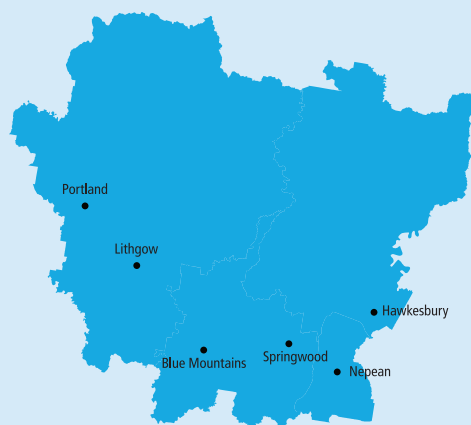 Portland
Lithgow
Hawkesbury
Springwood
Blue Mountains
Nepean